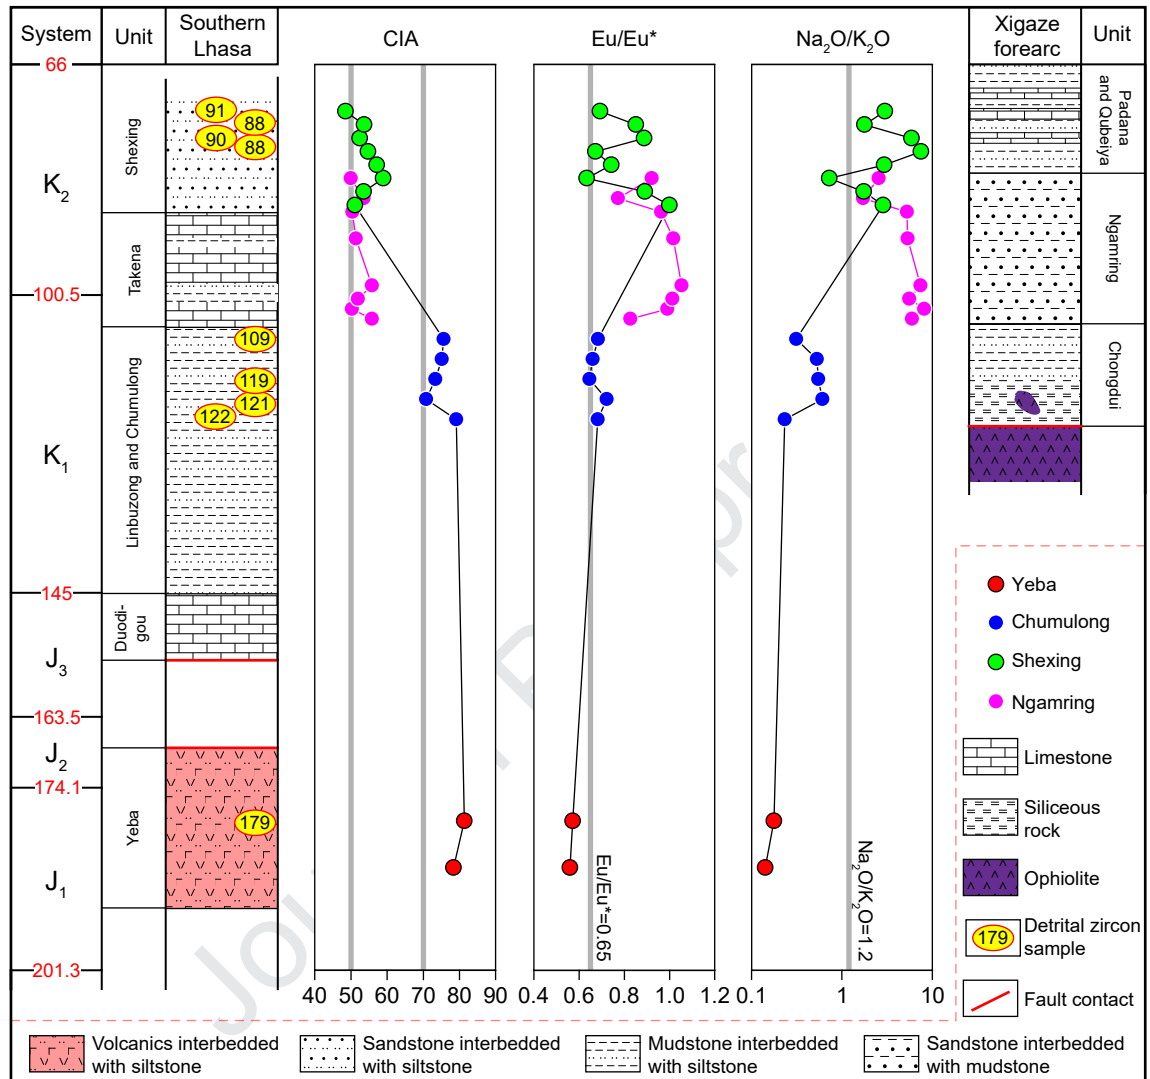 System
Unit
Southern
Lhasa
CIA
Eu/Eu*
Na2O/K2O
Xigaze
forearc
Unit
66
K2
100.5
K1
145
J3
163.5
J2
174.1
J1
201.3
Shexing
Takena
Linbuzong and Chumulong
Duodi-
gou
Yeba
91
88
90
88
109
119
121
122
179
Padana
and Qubeiya
Ngamring
Chongdui
Eu/Eu*=0.65
Na2O/K2O=1.2
40 50 60 70 80 90
0.4 0.6 0.8 1.0 1.2
0.1 1 10
Yeba
Chumulong
Shexing
Ngamring
Limestone
Siliceous
rock
Ophiolite
179
Detrital zircon
sample
Fault contact
Volcanics interbedded
with siltstone
Sandstone interbedded
with siltstone
Mudstone interbedded
with siltstone
Sandstone interbedded
with mudstone